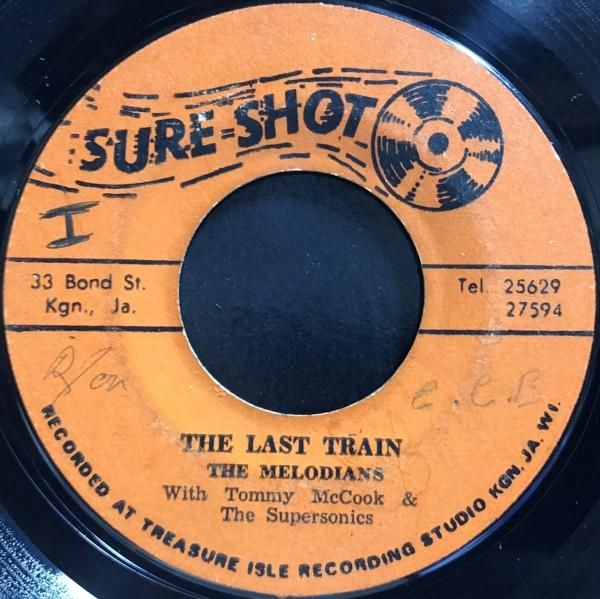 SURE-SHOT
I
33 Bond St.
Kgn., Ja.
Tel. 25629
27594
C.C.B
THE LAST TRAIN
THE MELODIANS
With Tommy McCook &
The Supersonics
RECORDED AT TREASURE ISLE RECORDING STUDIO KGN. JA. W.I.